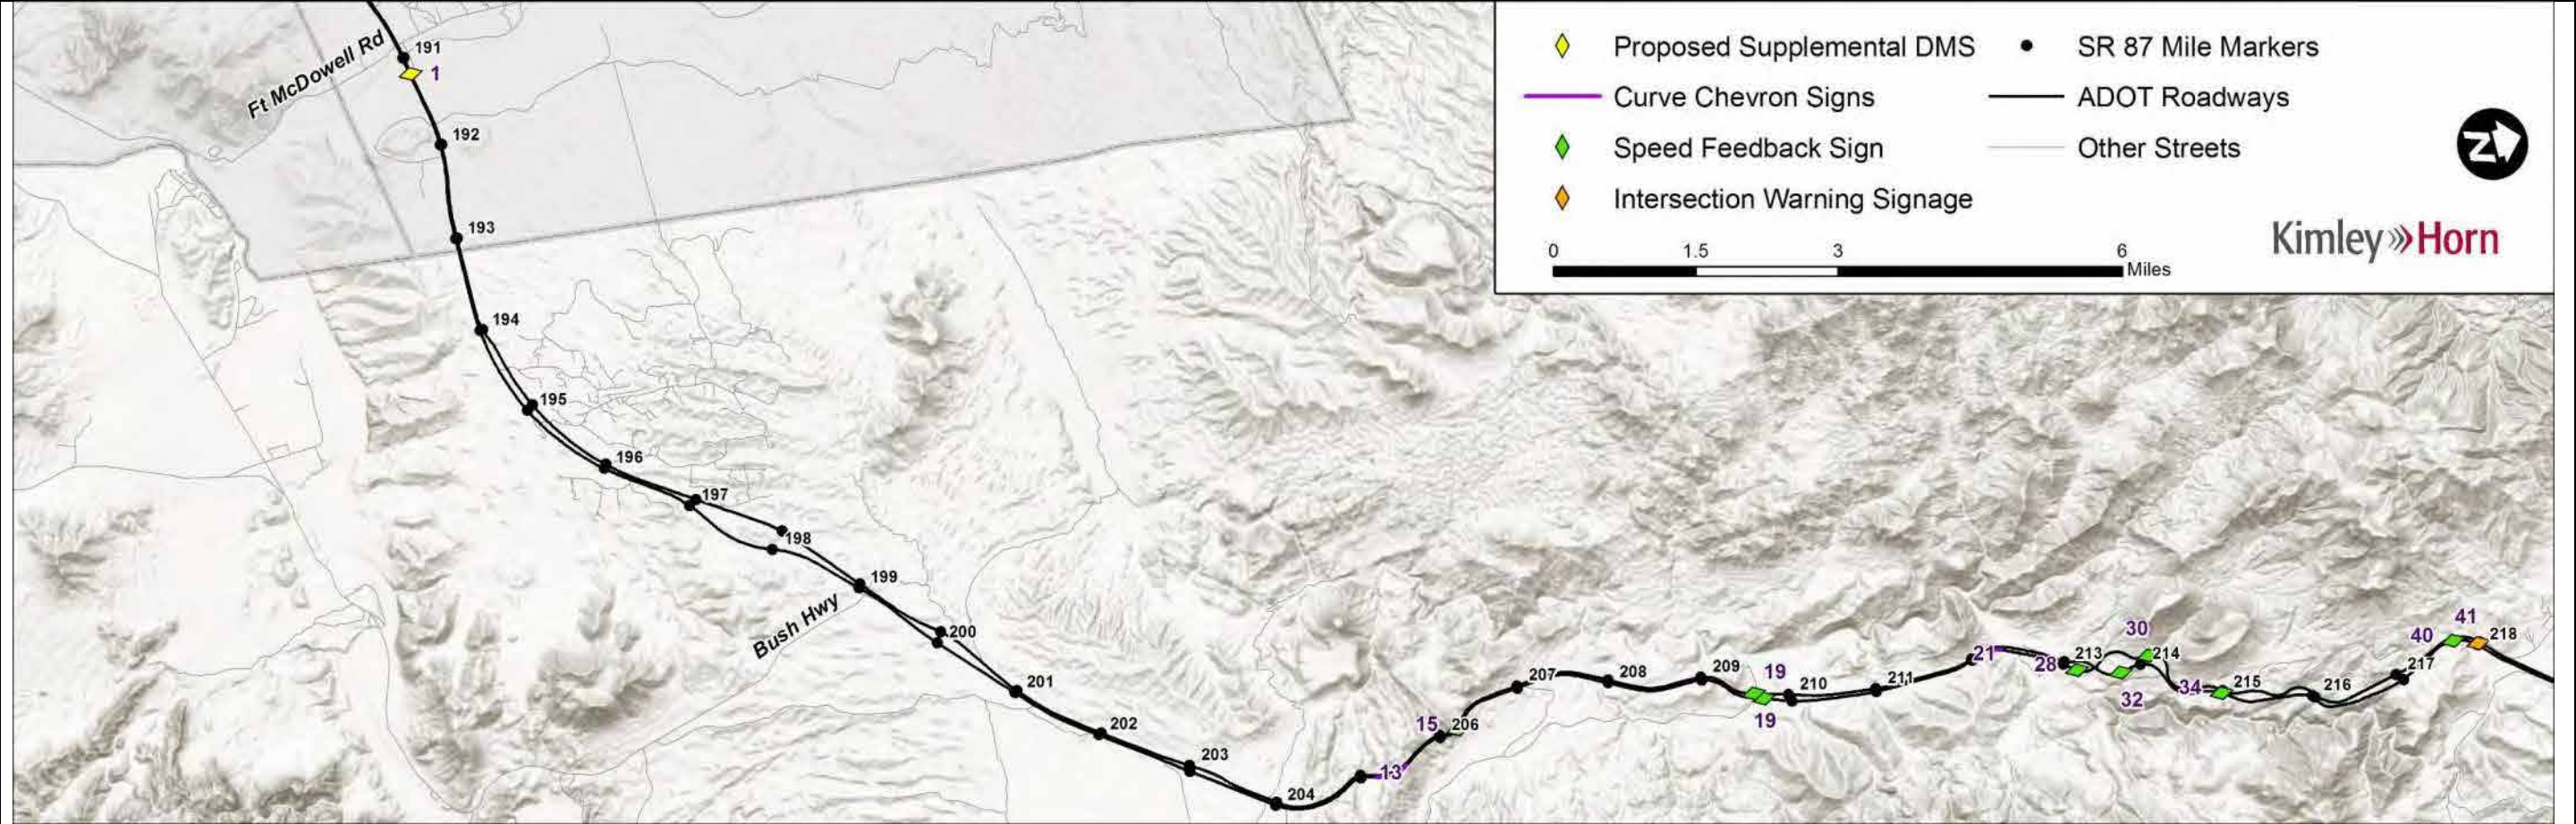 Proposed Supplemental DMS
Curve Chevron Signs
Speed Feedback Sign
Intersection Warning Signage
SR 87 Mile Markers
ADOT Roadways
Other Streets
Z
Kimley»Horn
0 1.5 3 6
Miles
Ft McDowell Rd
191
1
192
193
194
195
196
197
198
199
Bush Hwy
200
201
202
203
204
13
15
206
207
208
209
19
19
210
211
21
28
213
30
214
32
34
215
216
217
40
41
218